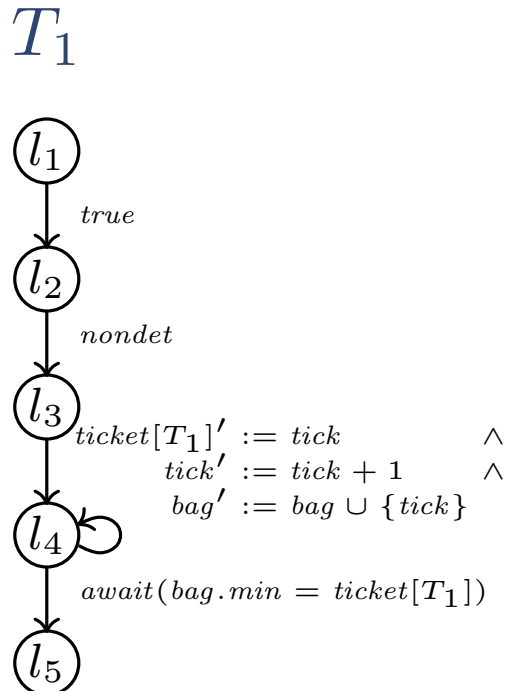 T₁
l₁
true
l₂
nondet
l₃
ticket[T₁]′ := tick ∧
tick′ := tick + 1 ∧
bag′ := bag ∪ {tick}
l₄
await(bag.min = ticket[T₁])
l₅